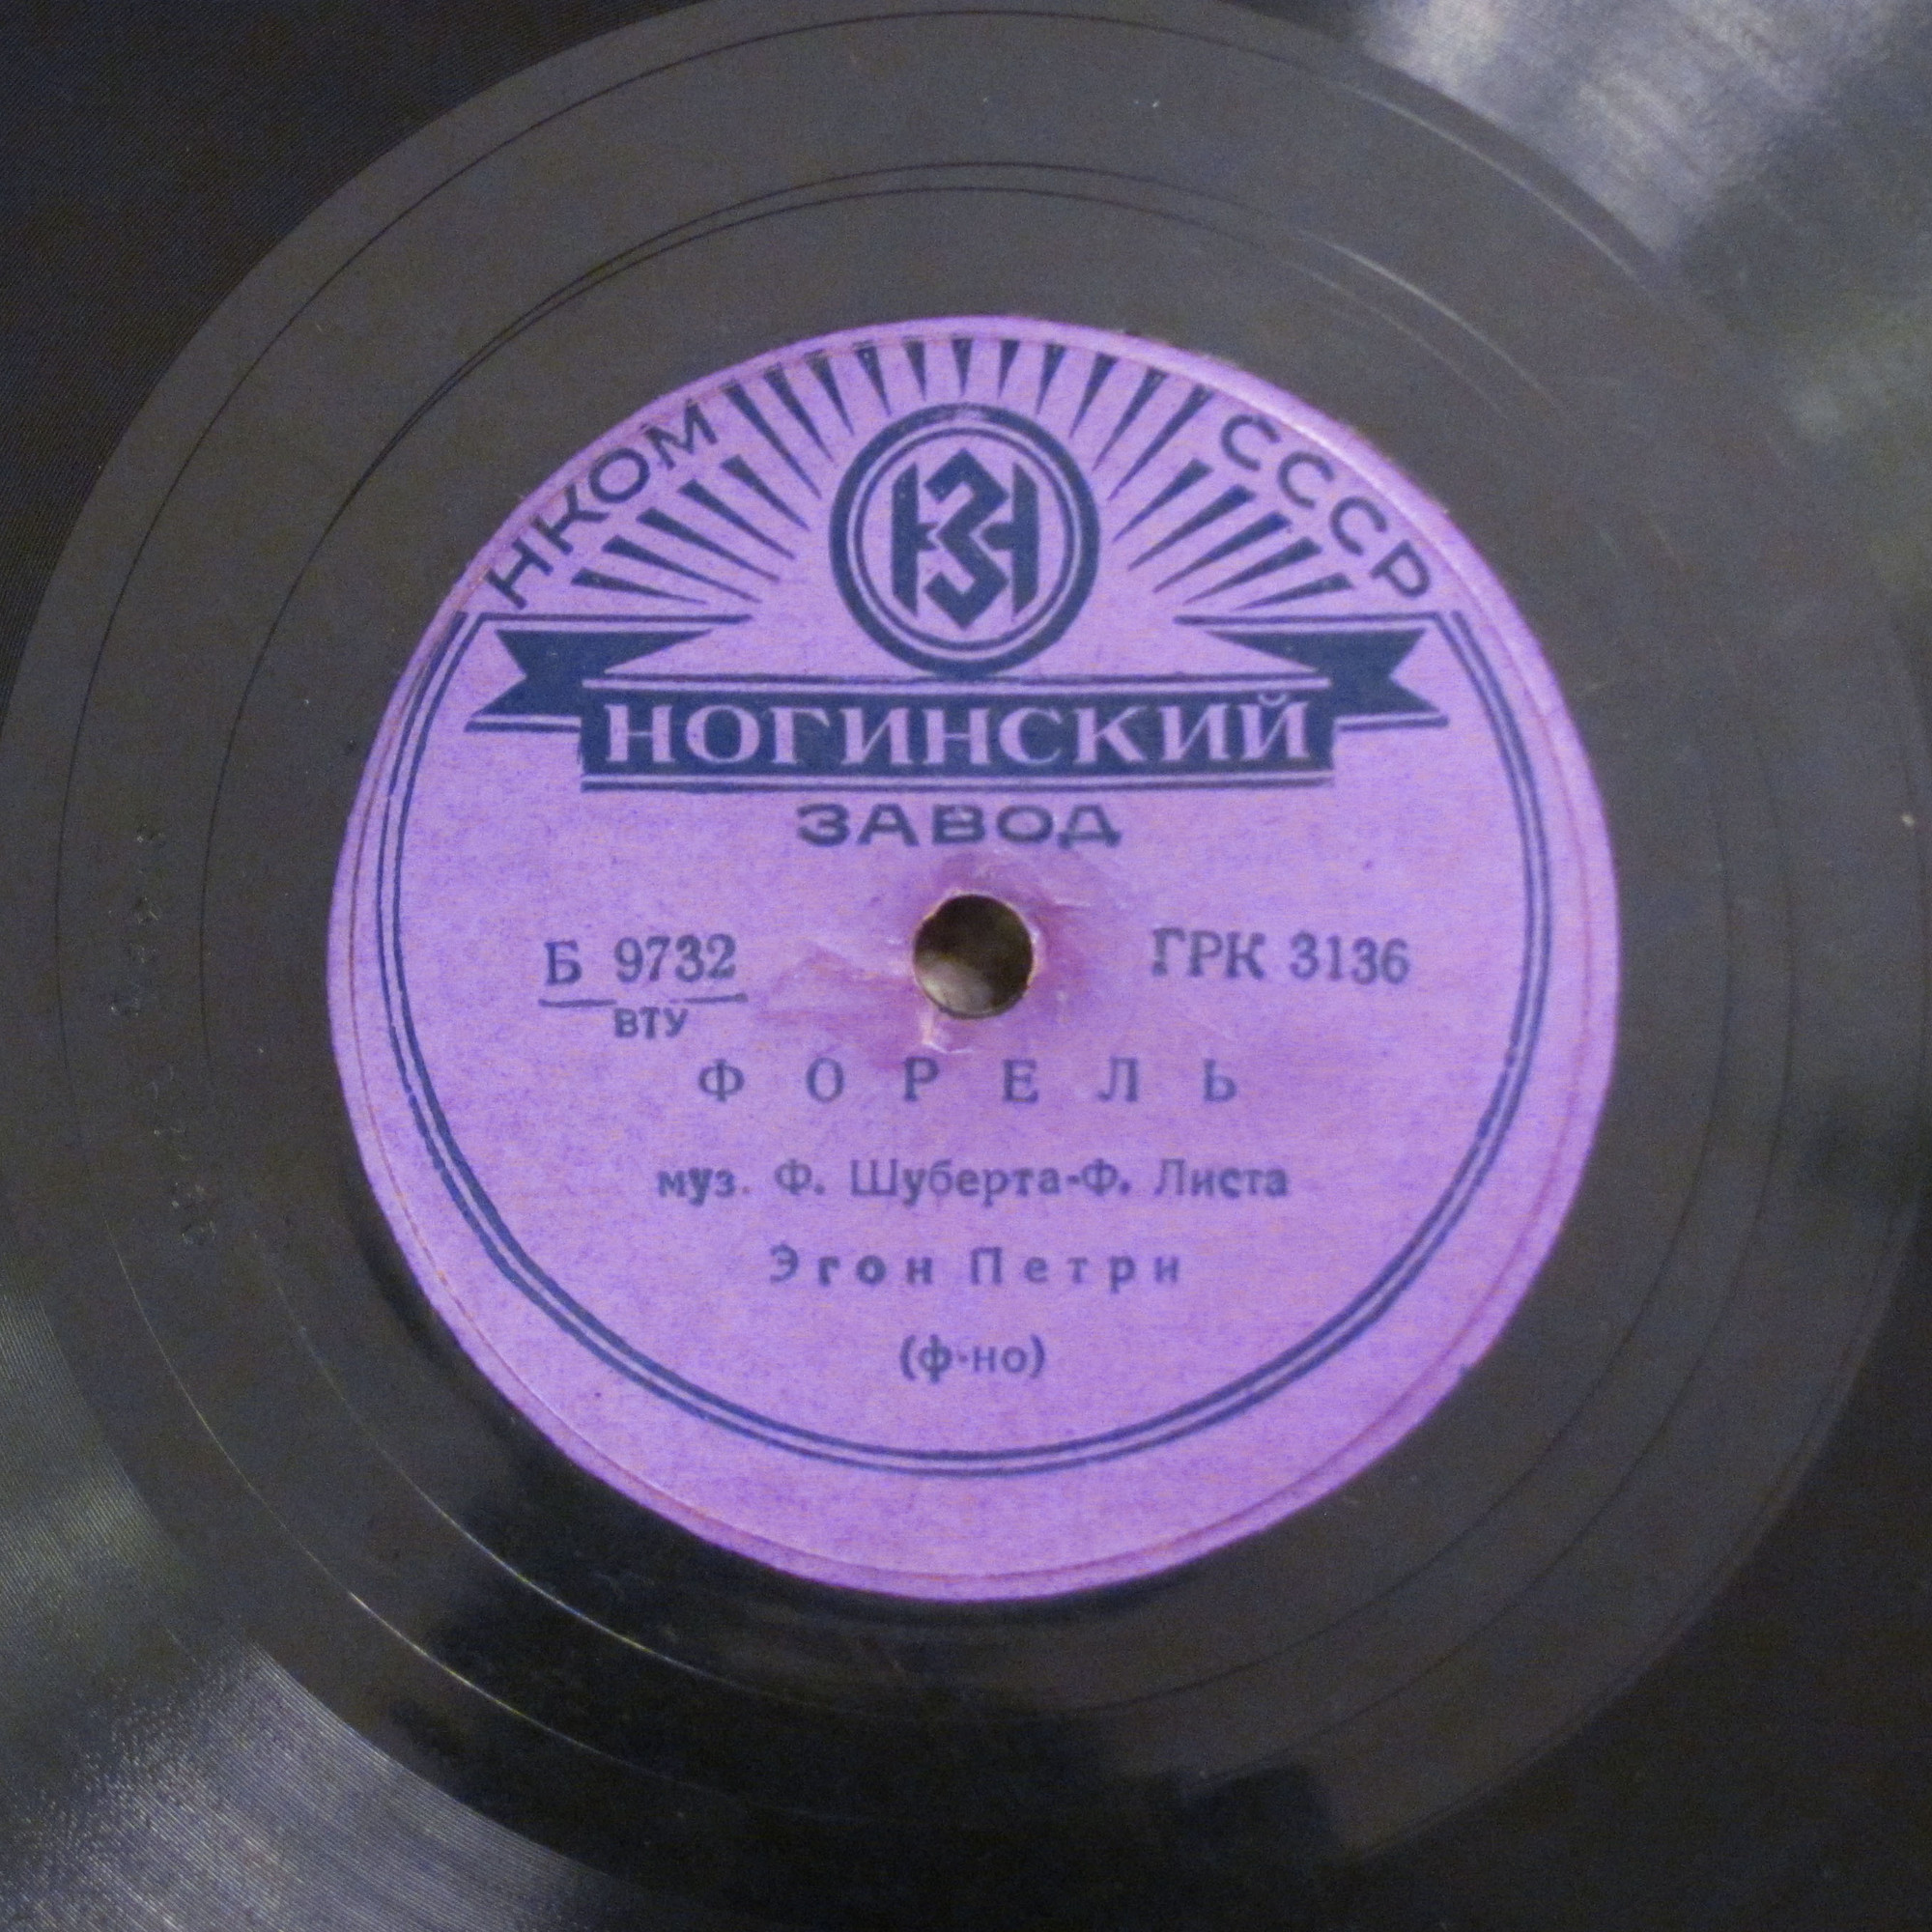 НКОМ СССР
НЗ
НОГИНСКИЙ
ЗАВОД
Б 9732 ГРК 3136
ВТУ
ФОРЕЛЬ
муз. Ф. Шуберта-Ф. Листа
Эгон Петри
(ф-но)